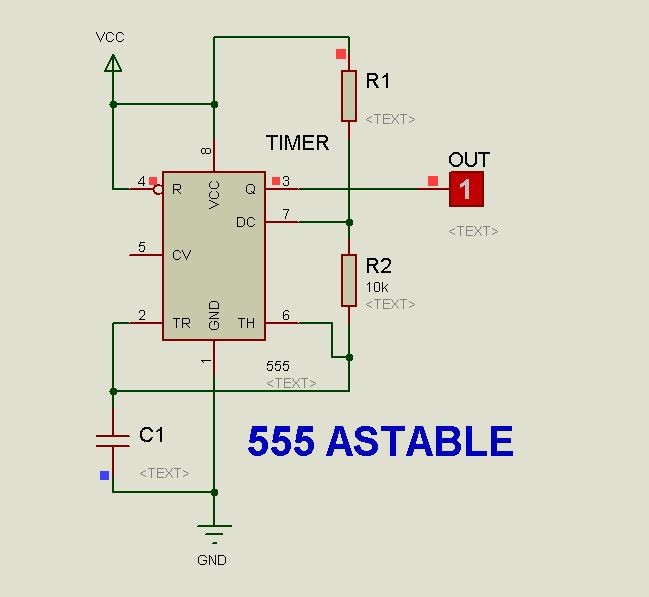 VCC
R1
<TEXT>
8
TIMER
OUT
4
R
VCC
Q
3
1
DC
7
<TEXT>
5
CV
R2
10k
<TEXT>
2
TR
GND
TH
6
1
555
<TEXT>
C1
555 ASTABLE
<TEXT>
GND